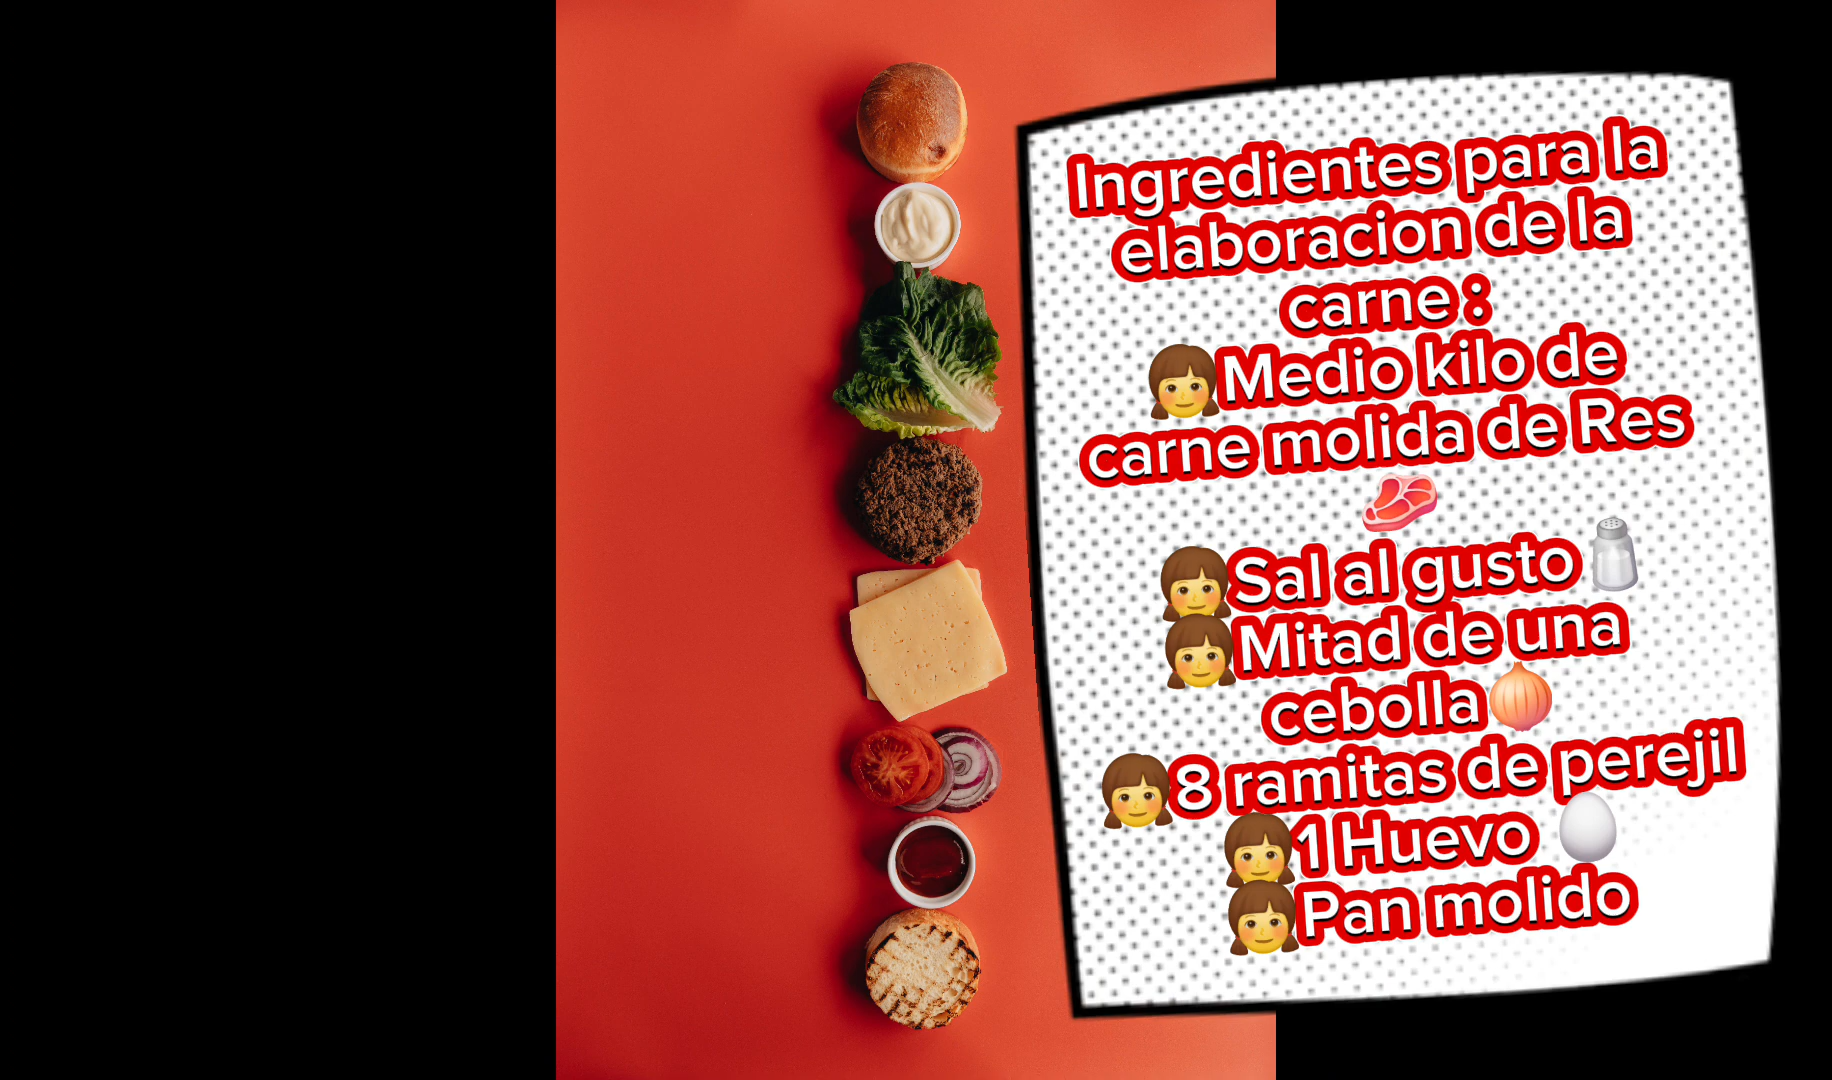 Ingredientes para la
elaboracion de la
carne :
👧Medio kilo de
carne molida de Res
🥩
👧Sal al gusto🧂
👧Mitad de una
cebolla🧅
👧8 ramitas de perejil
👧1 Huevo 🥚
👧Pan molido